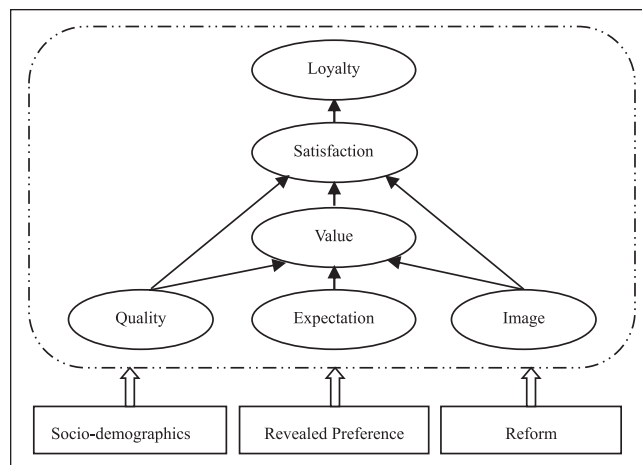 Loyalty
Satisfaction
Value
Quality
Expectation
Image
Socio-demographics
Revealed Preference
Reform